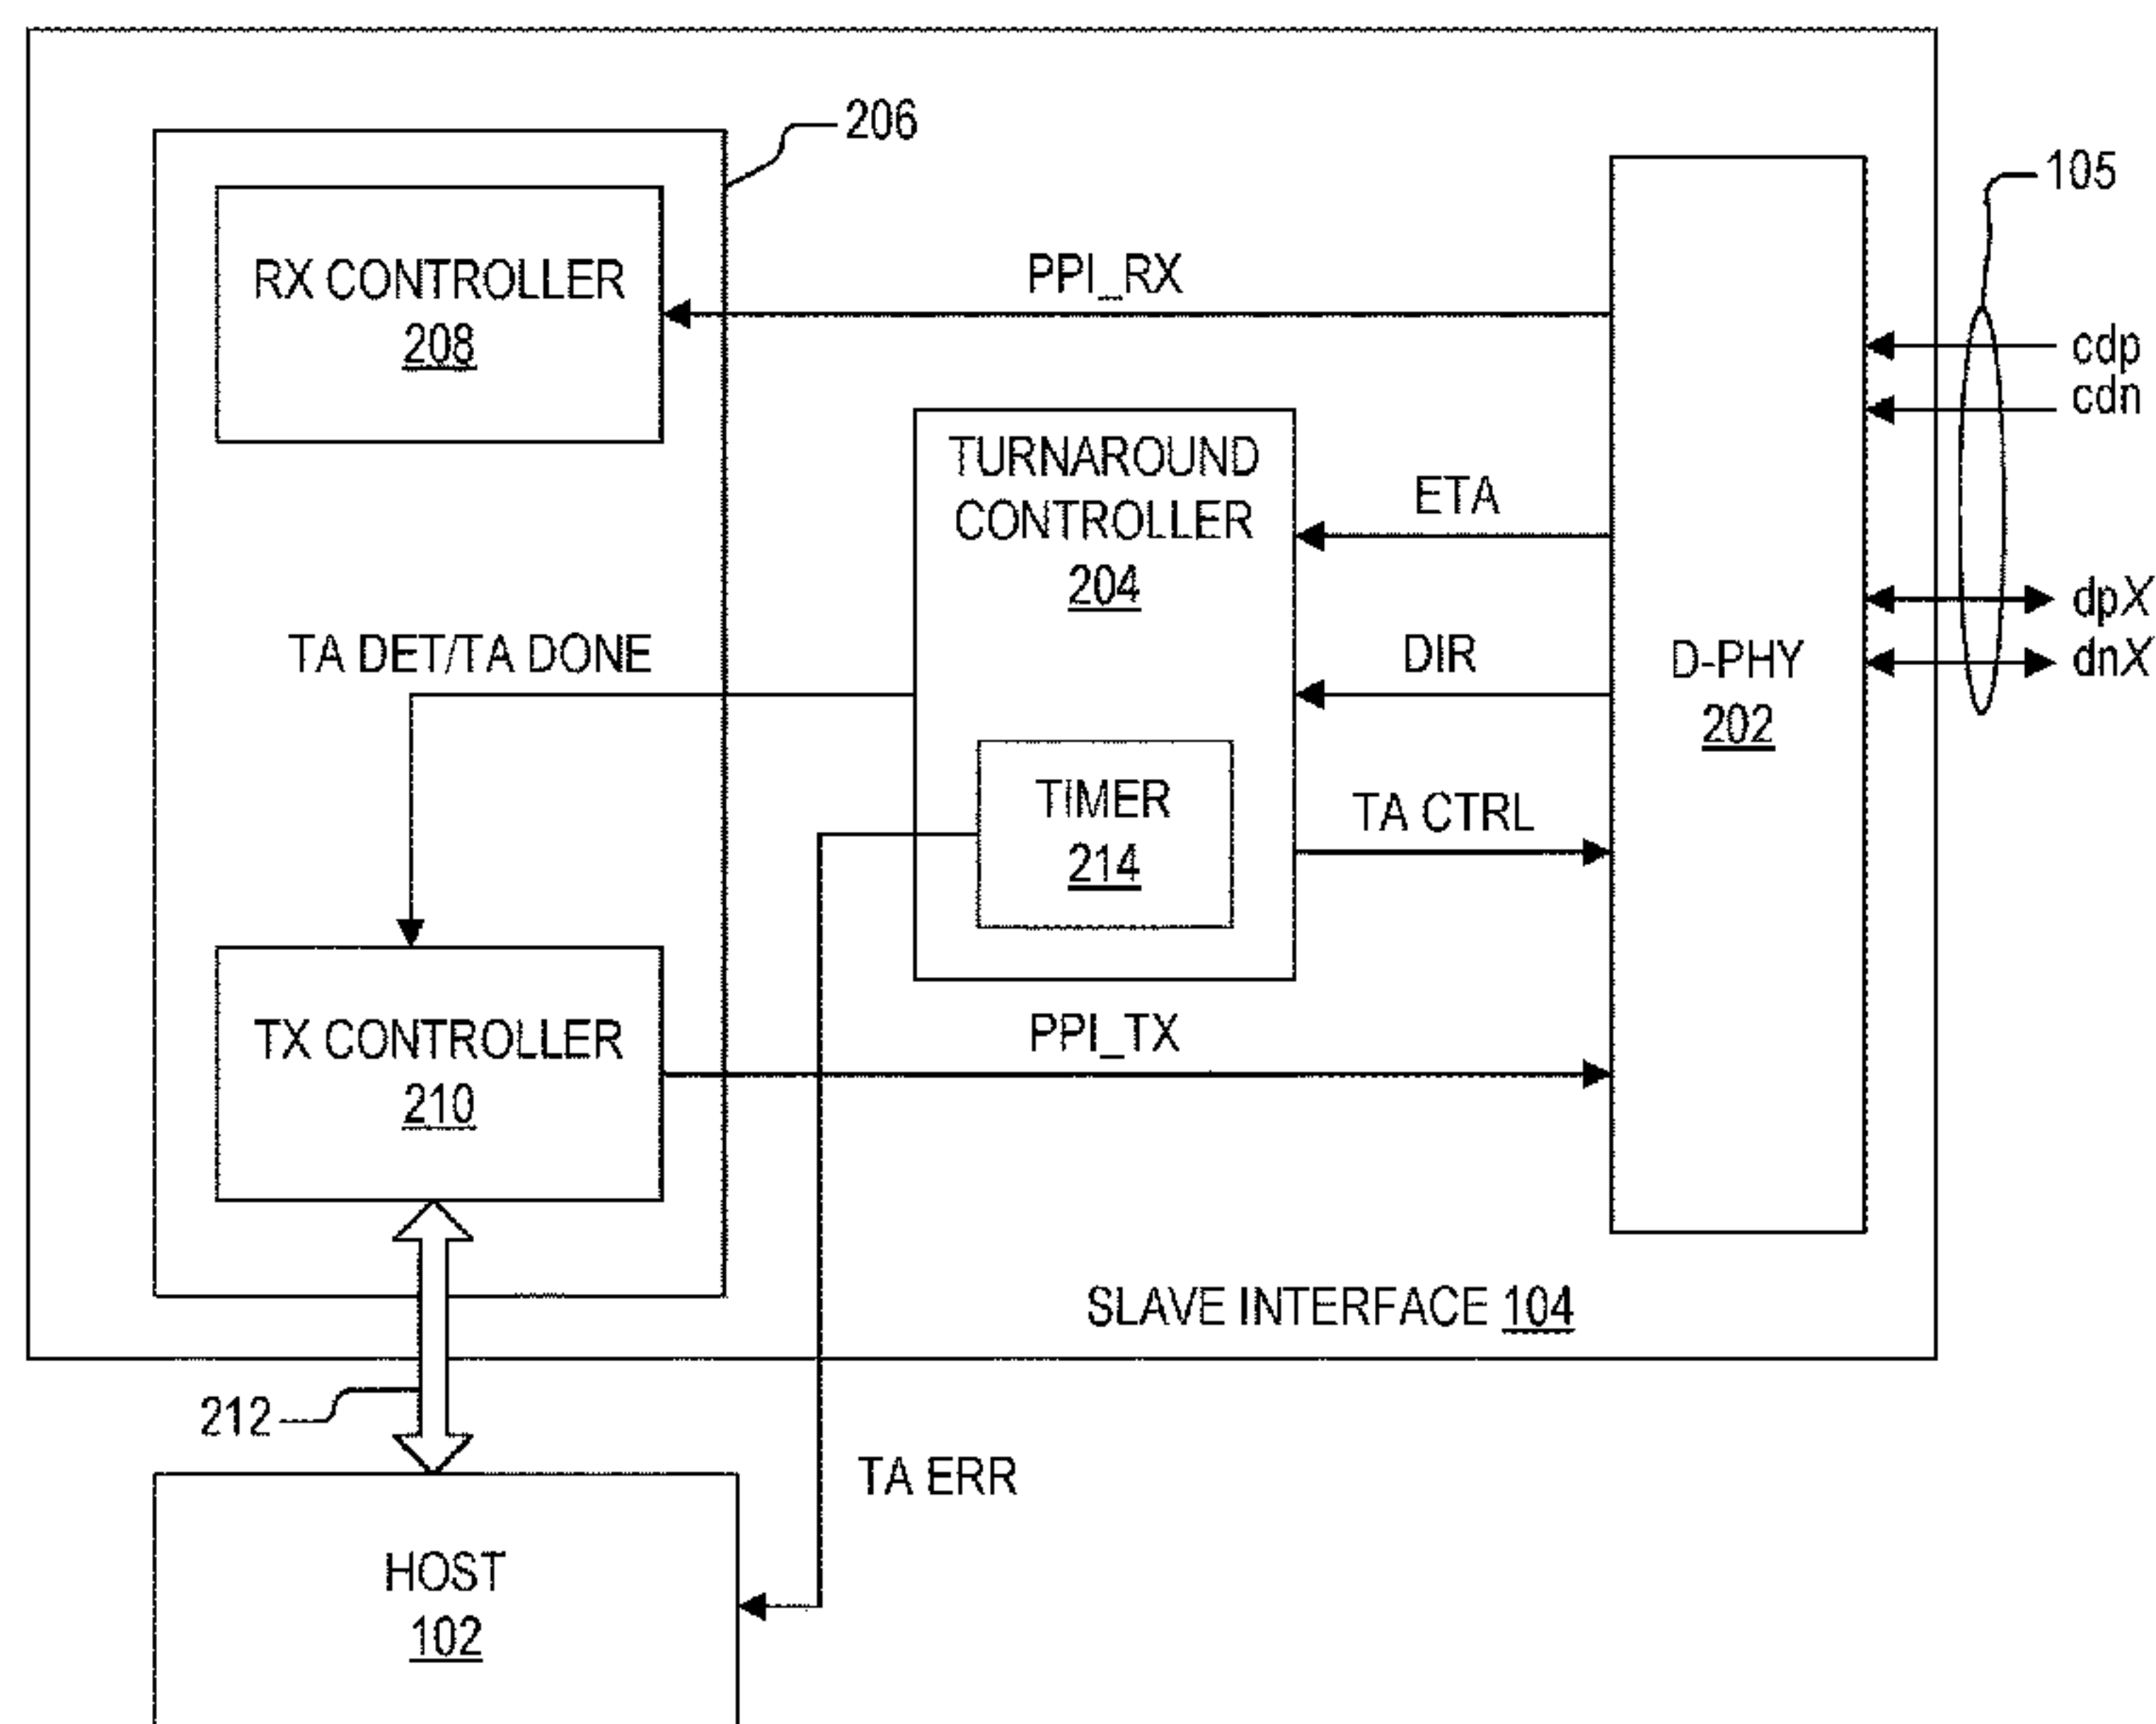 206
105
RX CONTROLLER
208
PPI_RX
cdp
cdn
TURNAROUND
CONTROLLER
204
ETA
dpX
dnX
TA DET/TA DONE
DIR
D-PHY
202
TIMER
214
TA CTRL
TX CONTROLLER
210
PPI_TX
SLAVE INTERFACE 104
212
TA ERR
HOST
102